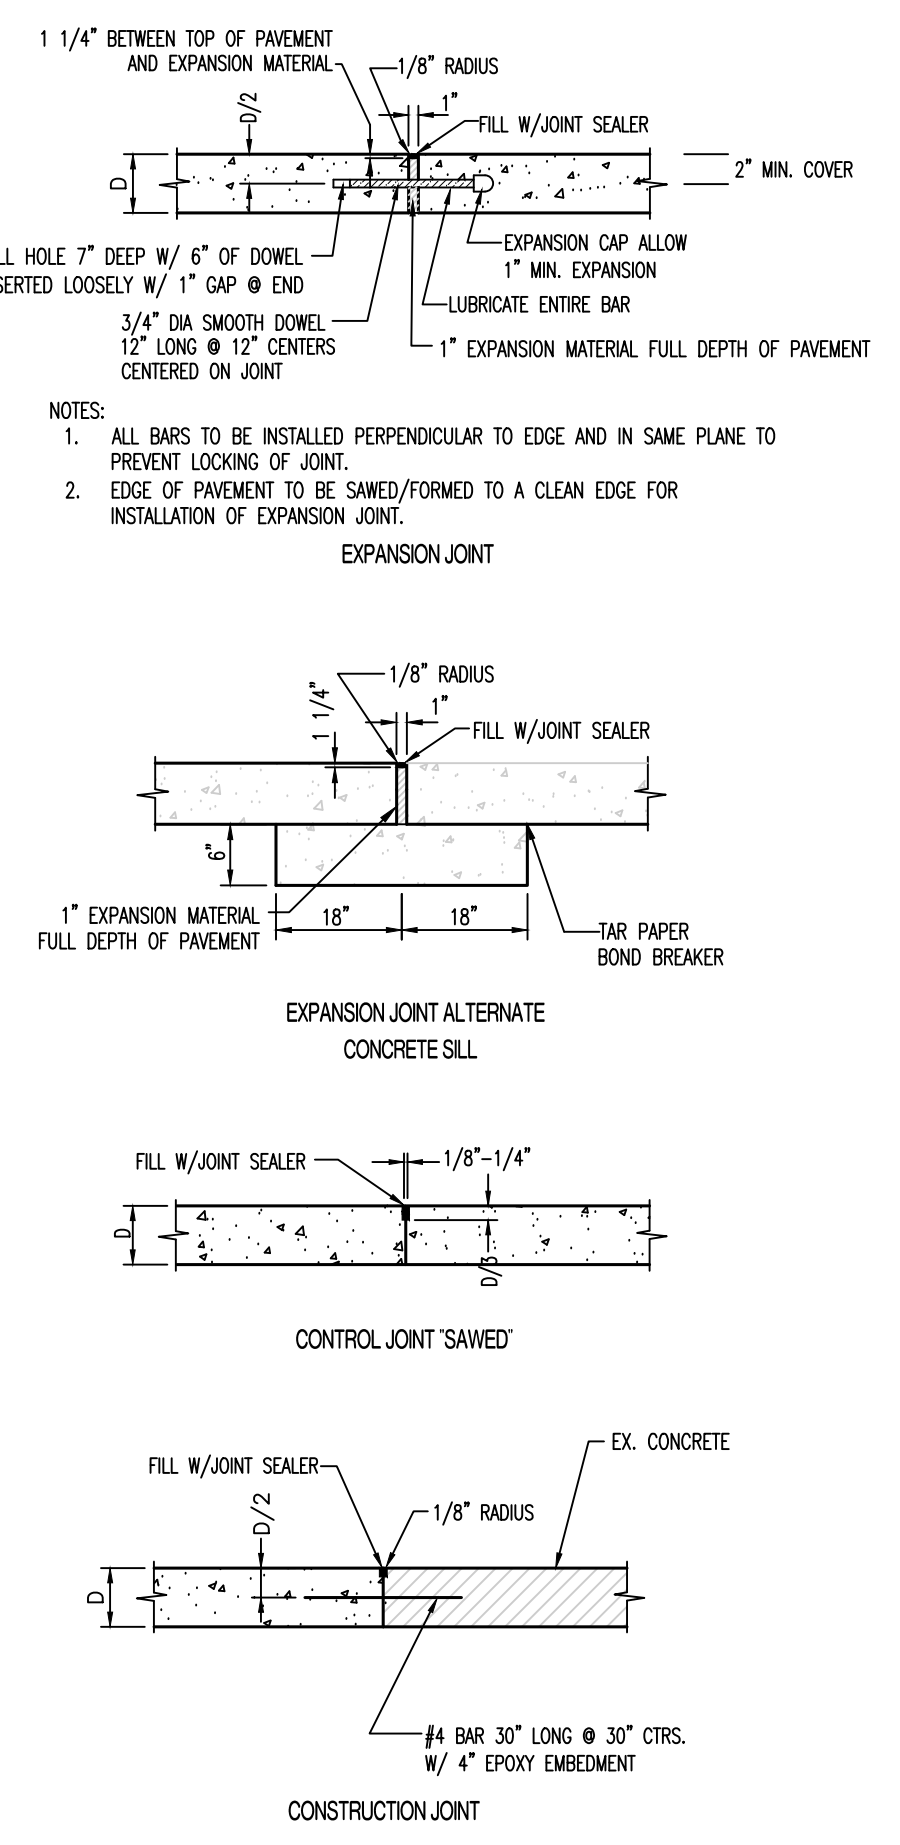 1 1/4" BETWEEN TOP OF PAVEMENT
AND EXPANSION MATERIAL
1/8" RADIUS
D/2
1"
FILL W/JOINT SEALER
D
2" MIN. COVER
HOLE 7" DEEP W/ 6" OF DOWEL
LOOSELY W/ 1" GAP @ END
EXPANSION CAP ALLOW
1" MIN. EXPANSION
LUBRICATE ENTIRE BAR
3/4" DIA SMOOTH DOWEL
12" LONG @ 12" CENTERS
CENTERED ON JOINT
1" EXPANSION MATERIAL FULL DEPTH OF PAVEMENT
NOTES:
1. ALL BARS TO BE INSTALLED PERPENDICULAR TO EDGE AND IN SAME PLANE TO
PREVENT LOCKING OF JOINT.
2. EDGE OF PAVEMENT TO BE SAWED/FORMED TO A CLEAN EDGE FOR
INSTALLATION OF EXPANSION JOINT.
EXPANSION JOINT
1/8" RADIUS
1 1/4"
1"
FILL W/JOINT SEALER
6"
1" EXPANSION MATERIAL
FULL DEPTH OF PAVEMENT
18"
18"
TAR PAPER
BOND BREAKER
EXPANSION JOINT ALTERNATE
CONCRETE SILL
FILL W/JOINT SEALER
1/8"-1/4"
D
D/3
CONTROL JOINT "SAWED"
EX. CONCRETE
FILL W/JOINT SEALER
D/2
1/8" RADIUS
D
#4 BAR 30" LONG @ 30" CTRS.
W/ 4" EPOXY EMBEDMENT
CONSTRUCTION JOINT